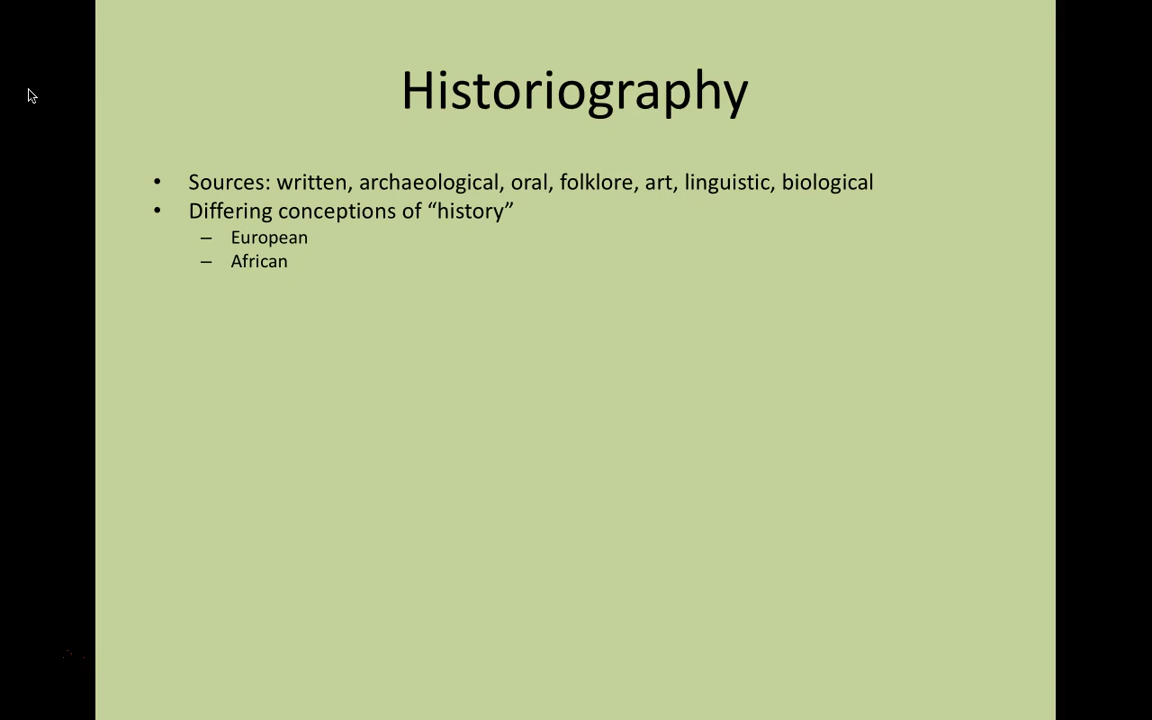 Historiography
• Sources: written, archaeological, oral, folklore, art, linguistic, biological
• Differing conceptions of “history”
– European
– African